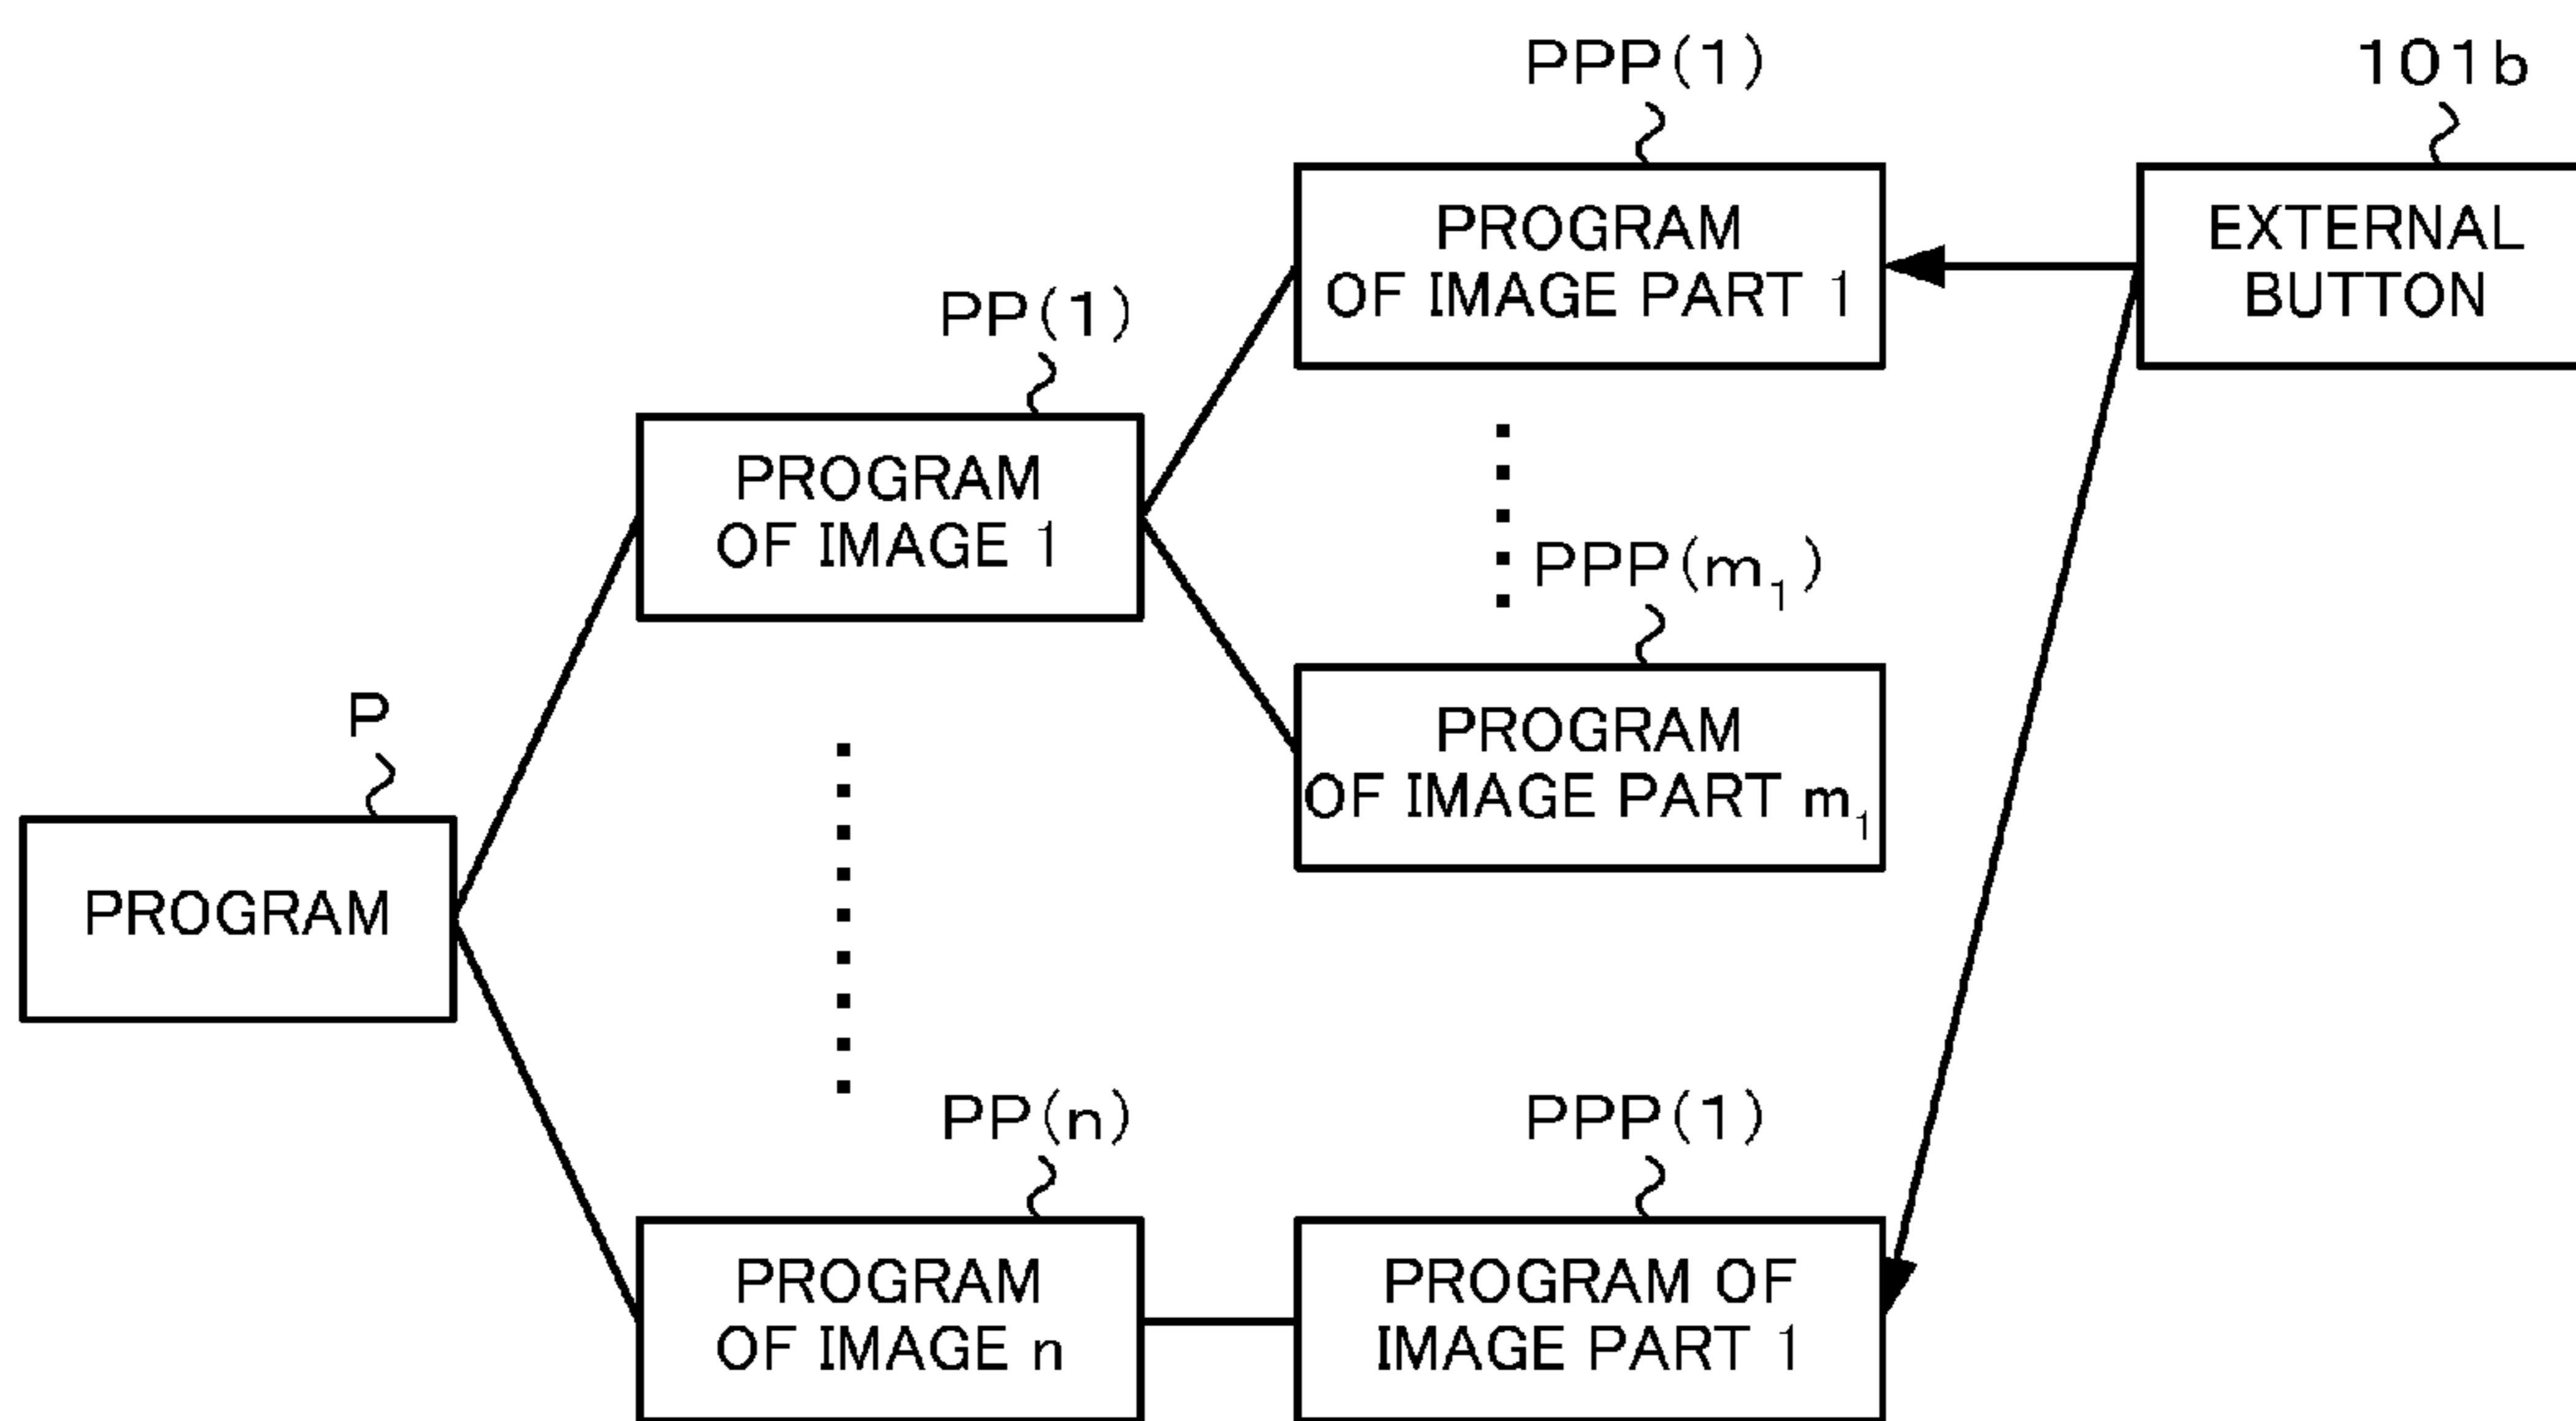 PPP(1)
101b
PROGRAM
OF IMAGE PART 1
EXTERNAL
BUTTON
PP(1)
PROGRAM
OF IMAGE 1
PPP(m₁)
PROGRAM
OF IMAGE PART m₁
P
PROGRAM
PP(n)
PPP(1)
PROGRAM
OF IMAGE n
PROGRAM OF
IMAGE PART 1